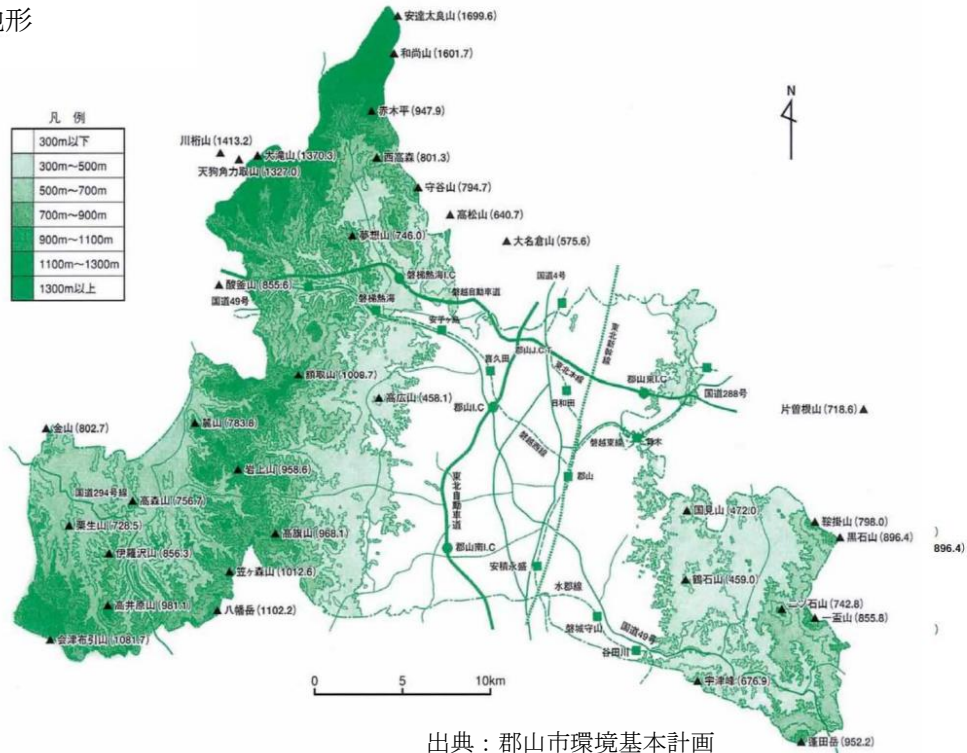 地形
安達太良山 (1699.6)
和尚山 (1601.7)
N
赤木平 (947.9)
凡　例
300m以下
300m～500m
500m～700m
700m～900m
900m～1100m
1100m～1300m
1300m以上
川桁山 (1413.2)
大滝山 (1370.3)
天狗角力取山 (1327.0)
西高森 (801.3)
守谷山 (794.7)
高松山 (640.7)
夢想山 (746.0)
大名倉山 (575.6)
酸釜山 (855.6)
国道49号
磐梯熱海I.C
磐梯熱海
磐越自動車道
国道4号
安子ヶ島
東北新幹線
喜久田
郡山J.C.T
東北本線
郡山東I.C
国道288号
日和田
額取山 (1008.7)
高広山 (458.1)
郡山I.C
片曽根山 (718.6)
麓山 (783.8)
金山 (802.7)
磐越西線
磐越東線
舞木
岩上山 (958.6)
郡山
東北自動車道
国道294号線
高森山 (756.7)
国見山 (472.0)
鞍掛山 (798.0)
黒石山 (896.4)
)
896.4)
栗生山 (728.5)
高旗山 (968.1)
伊羅沢山 (856.3)
郡山南I.C
安積永盛
笠ヶ森山 (1012.6)
水郡線
鶴石山 (459.0)
高井原山 (981.1)
八幡岳 (1102.2)
二ツ石山 (742.8)
一盃山 (855.8)
)
磐城守山
国道49号
会津布引山 (1081.7)
谷田川
宇津峰 (676.9)
0 5 10km
蓬田岳 (952.2)
出典：郡山市環境基本計画